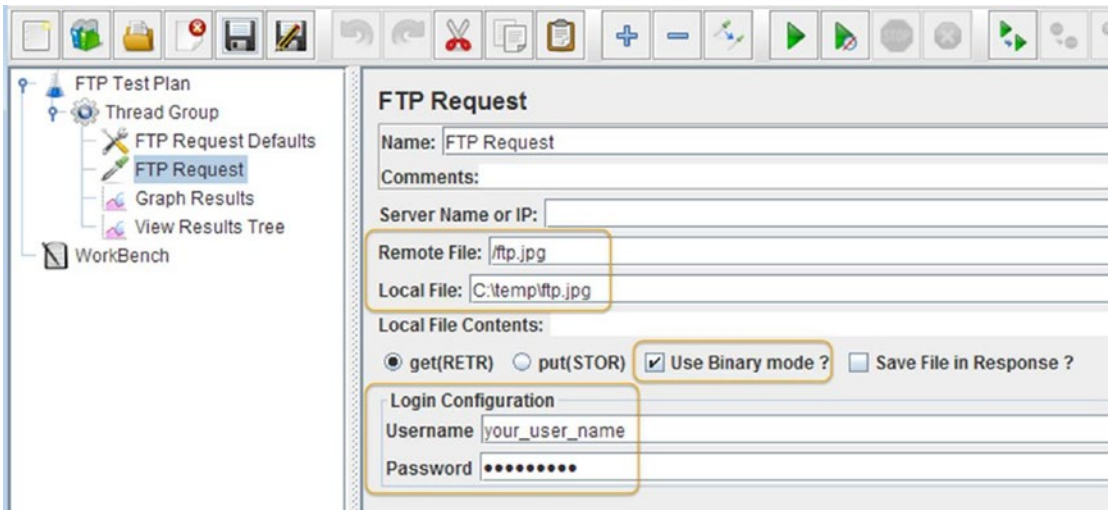 FTP Test Plan
Thread Group
FTP Request Defaults
FTP Request
Graph Results
View Results Tree
WorkBench
FTP Request
Name: FTP Request
Comments:
Server Name or IP:
Remote File: /ftp.jpg
Local File: C:\temp\ftp.jpg
Local File Contents:
get(RETR) put(STOR) Use Binary mode ? Save File in Response ?
Login Configuration
Username your_user_name
Password •••••••••